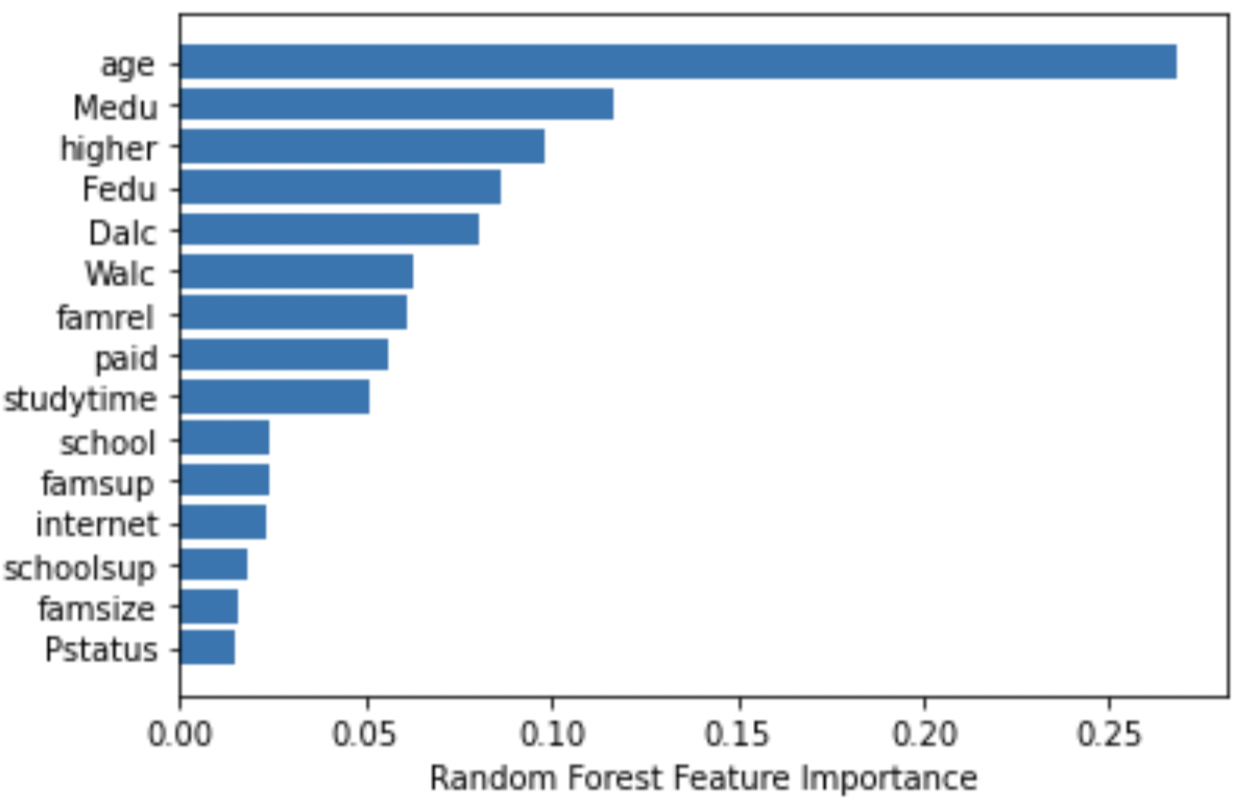 age
Medu
higher
Fedu
Dalc
Walc
famrel
paid
studytime
school
famsup
internet
schoolsup
famsize
Pstatus
0.00 0.05 0.10 0.15 0.20 0.25
Random Forest Feature Importance